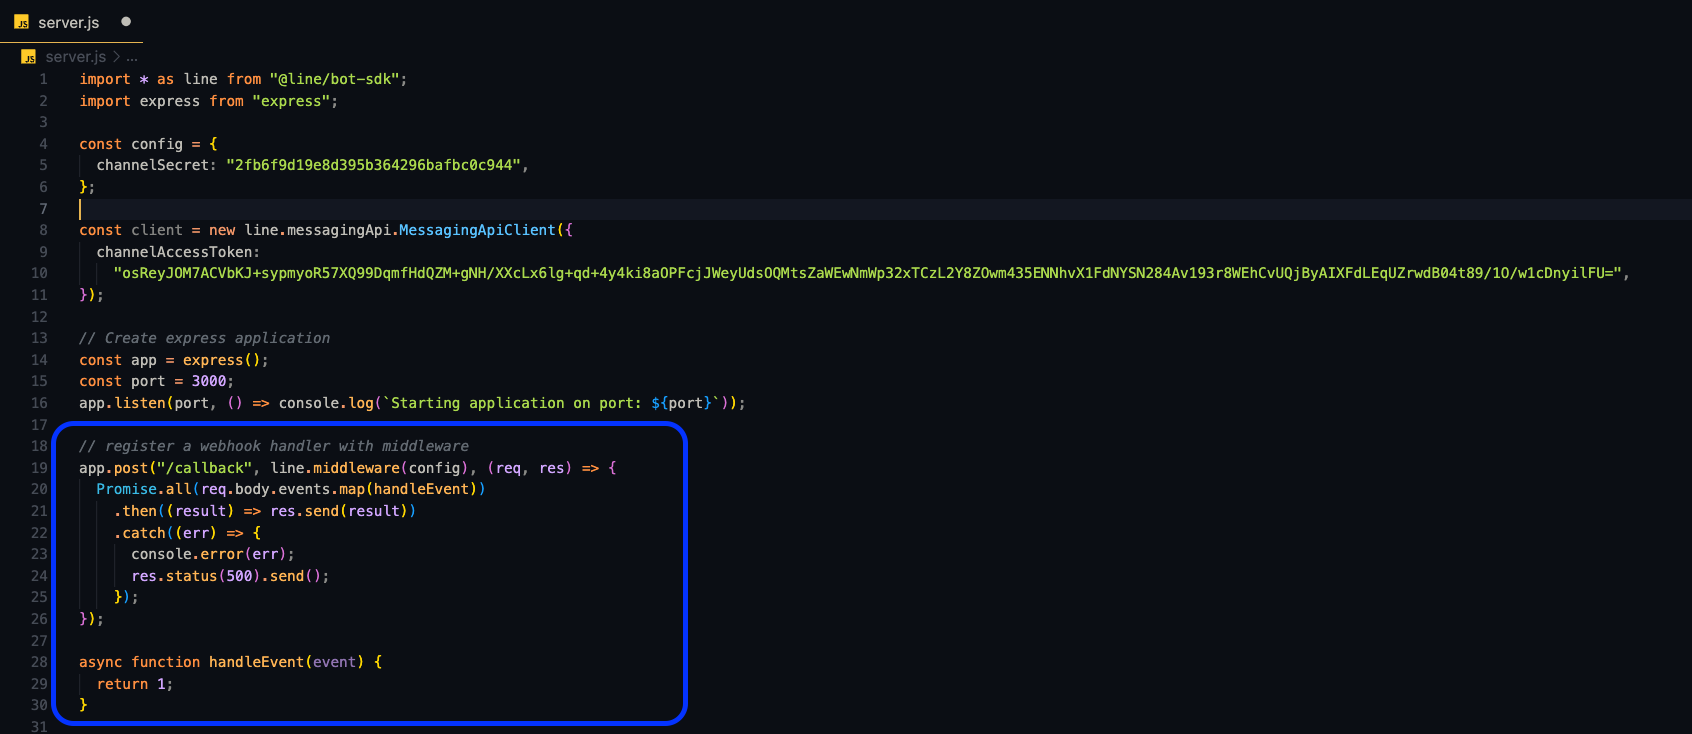 server.js
server.js > ...
1 import * as line from "@line/bot-sdk";
2 import express from "express";
3
4 const config = {
5 channelSecret: "2fb6f9d19e8d395b364296bafbc0c944",
6 };
7
8 const client = new line.messagingApi.MessagingApiClient({
9 channelAccessToken:
10 "osReyJOM7ACVbKJ+sypmyoR57XQ99DqmfHdQZM+gNH/XXcLx6lg+qd+4y4ki8aOPFcjJWeyUdsOQMtsZaWEwNmWp32xTCzL2Y8ZOwm435ENNhvX1FdNYSN284Av193r8WEhCvUQjByAIXFdLEqUZrwdB04t89/1O/w1cDnyilFU=",
11 });
12
13 // Create express application
14 const app = express();
15 const port = 3000;
16 app.listen(port, () => console.log(`Starting application on port: ${port}`));
17
18 // register a webhook handler with middleware
19 app.post("/callback", line.middleware(config), (req, res) => {
20 Promise.all(req.body.events.map(handleEvent))
21 .then((result) => res.send(result))
22 .catch((err) => {
23 console.error(err);
24 res.status(500).send();
25 });
26 });
27
28 async function handleEvent(event) {
29 return 1;
30 }
31